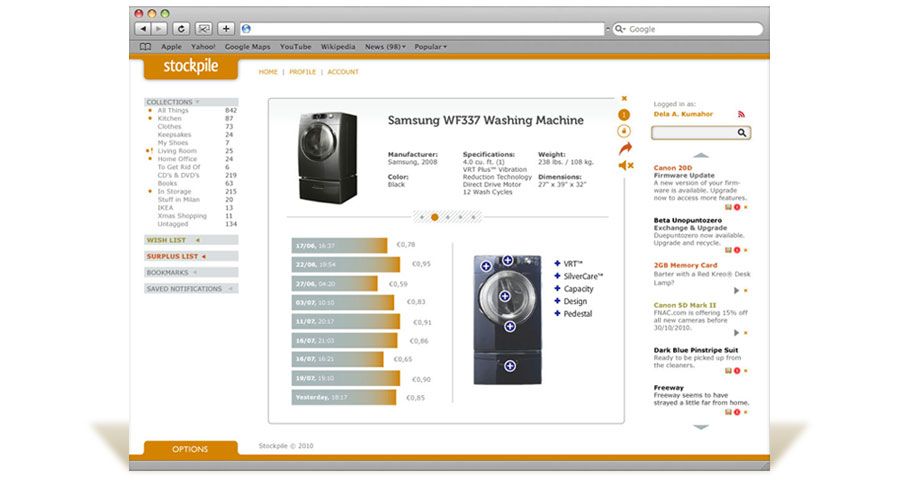 Google
Apple Yahoo! Google Maps YouTube Wikipedia News (98) Popular
stockpile
HOME | PROFILE | ACCOUNT
COLLECTIONS
All Things 842
Kitchen 87
Clothes 73
Keepsakes 24
My Shoes 7
Living Room 25
Home Office 24
To Get Rid Of 6
CD's & DVD's 219
Books 63
In Storage 215
Stuff in Milan 20
IKEA 13
Xmas Shopping 11
Untagged 134
WISH LIST
SURPLUS LIST
BOOKMARKS
SAVED NOTIFICATIONS
Samsung WF337 Washing Machine
Manufacturer:
Samsung, 2008
Color:
Black
Specifications:
4.0 cu. ft. (1)
VRT Plus™ Vibration
Reduction Technology
Direct Drive Motor
12 Wash Cycles
Weight:
238 lbs. / 108 kg.
Dimensions:
27" x 39" x 32"
1
17/06, 16:37 €0,78
22/06, 19:54 €0,95
27/06, 04:20 €0,59
03/07, 10:10 €0,83
11/07, 20:17 €0,91
16/07, 21:03 €0,86
16/07, 16:21 €0,65
19/07, 19:10 €0,90
Yesterday, 18:17 €0,85
VRT™
SilverCare™
Capacity
Design
Pedestal
Logged in as:
Dela A. Kumahor
Canon 20D
Firmware Update
A new version of your firm-
ware is available. Upgrade
now to access more features.
Beta Unopuntozero
Exchange & Upgrade
Duepuntozero now available.
Upgrade and recycle.
2GB Memory Card
Barter with a Red Kreo® Desk
Lamp?
Canon 5D Mark II
FNAC.com is offering 15% off
all new cameras before
30/10/2010.
Dark Blue Pinstripe Suit
Ready to be picked up from
the cleaners.
Freeway
Freeway seems to have
strayed a little far from home.
OPTIONS
Stockpile © 2010